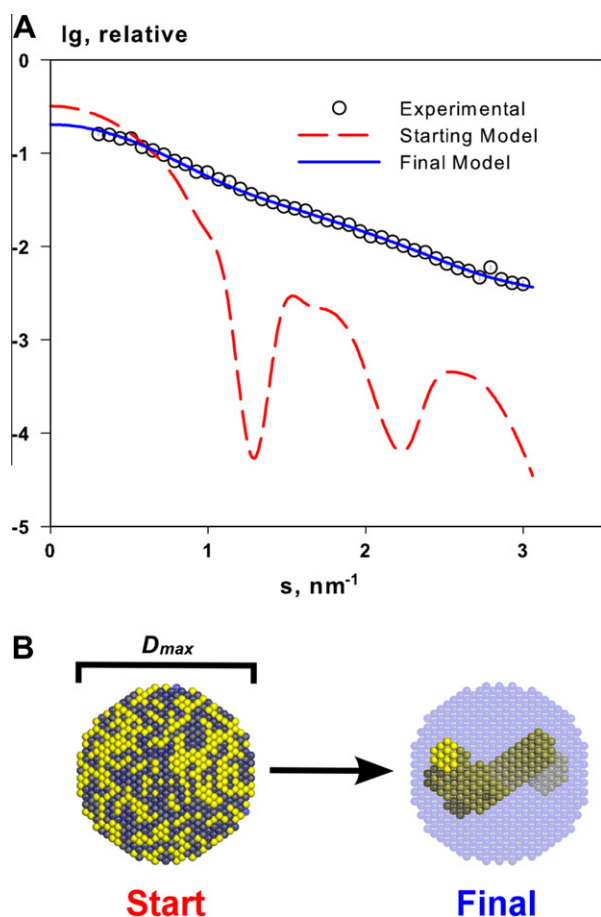 A
lg, relative
0
-1
-2
-3
-4
-5
Experimental
Starting Model
Final Model
0 1 2 3
s, nm⁻¹
B
Dmax
Start Final